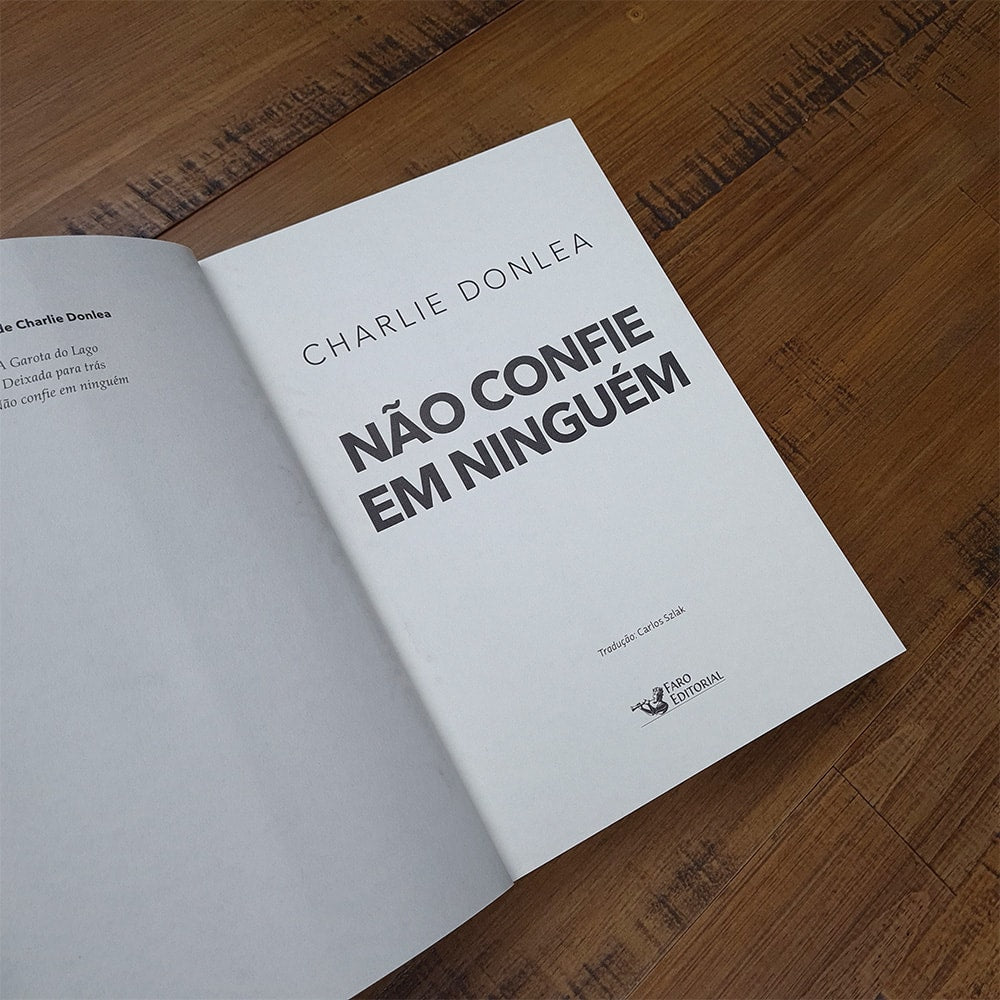 de Charlie Donlea
A Garota do Lago
Deixada para trás
Não confie em ninguém
CHARLIE DONLEA
NÃO CONFIE
EM NINGUÉM
Tradução: Carlos Szlak
FARO
EDITORIAL